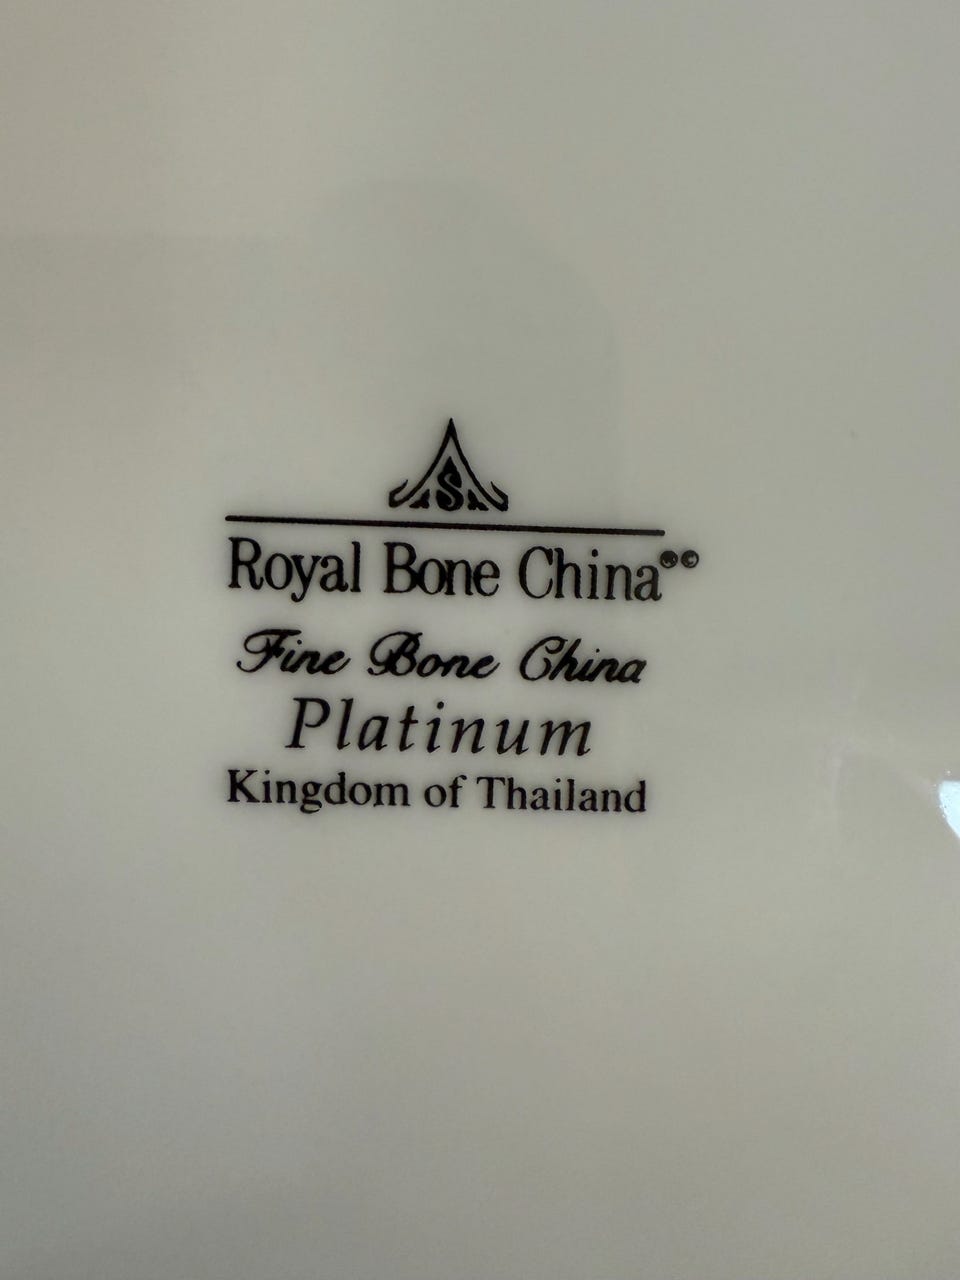 S
Royal Bone China®©
Fine Bone China
Platinum
Kingdom of Thailand